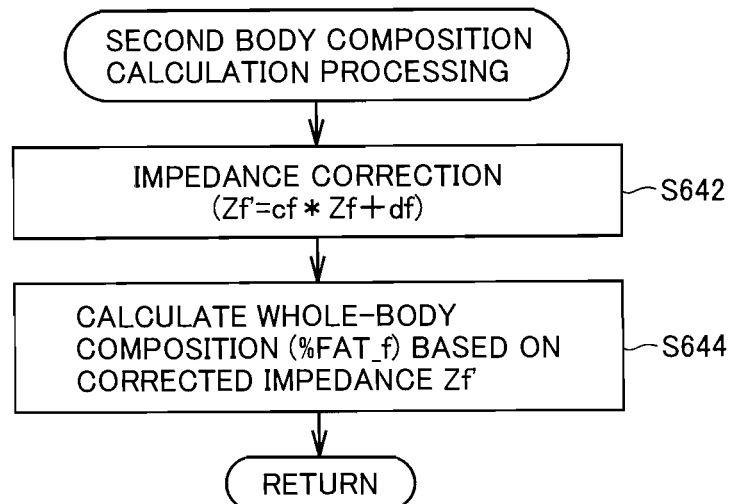 SECOND BODY COMPOSITION
CALCULATION PROCESSING
IMPEDANCE CORRECTION
(Zf'=cf * Zf+df)
S642
CALCULATE WHOLE-BODY
COMPOSITION (%FAT_f) BASED ON
CORRECTED IMPEDANCE Zf'
S644
RETURN